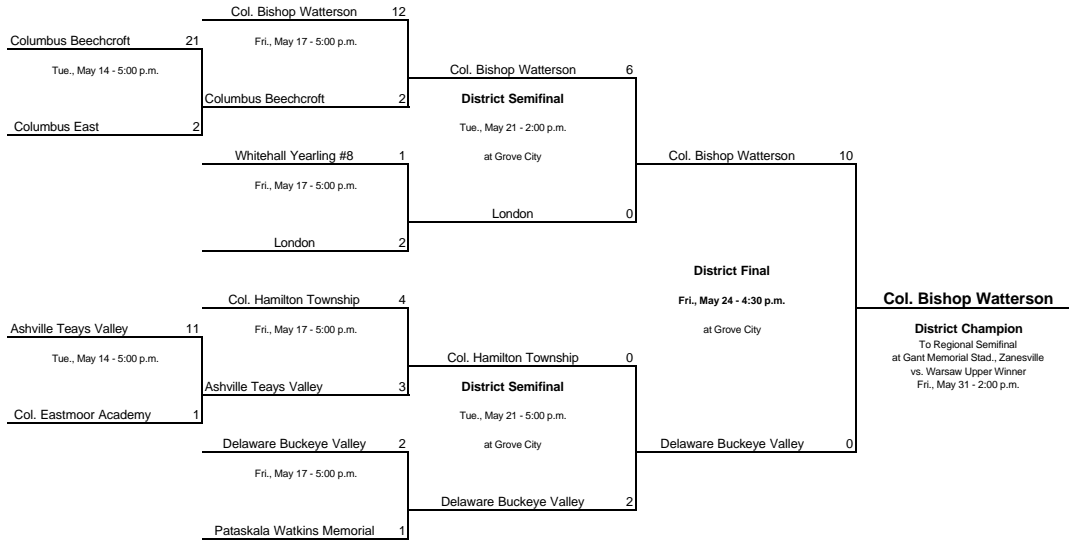 Col. Bishop Watterson 12
Columbus Beechcroft 21
Fri., May 17 - 5:00 p.m.
Tue., May 14 - 5:00 p.m.
Col. Bishop Watterson 6
Columbus Beechcroft 2
District Semifinal
Columbus East 2
Tue., May 21 - 2:00 p.m.
Whitehall Yearling #8 1
at Grove City
Col. Bishop Watterson 10
Fri., May 17 - 5:00 p.m.
London 0
London 2
District Final
Col. Hamilton Township 4
Fri., May 24 - 4:30 p.m.
Col. Bishop Watterson
Ashville Teays Valley 11
Fri., May 17 - 5:00 p.m.
at Grove City
District Champion
To Regional Semifinal
at Gant Memorial Stad., Zanesville
vs. Warsaw Upper Winner
Fri., May 31 - 2:00 p.m.
Tue., May 14 - 5:00 p.m.
Col. Hamilton Township 0
Ashville Teays Valley 3
District Semifinal
Col. Eastmoor Academy 1
Tue., May 21 - 5:00 p.m.
Delaware Buckeye Valley 2
at Grove City
Delaware Buckeye Valley 0
Fri., May 17 - 5:00 p.m.
Delaware Buckeye Valley 2
Pataskala Watkins Memorial 1